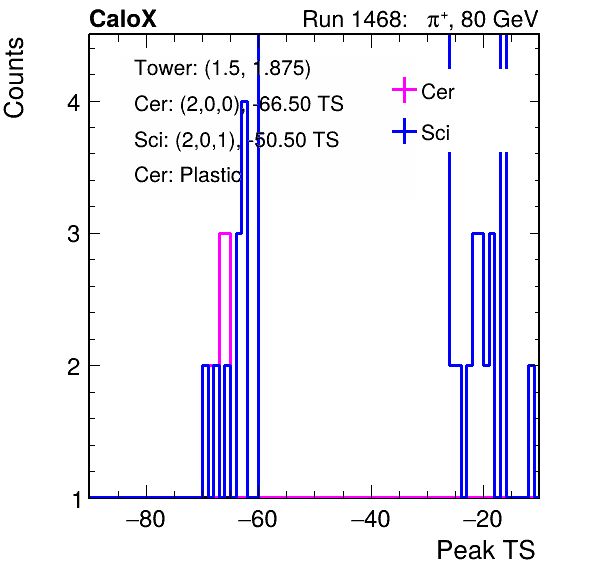 CaloX Run 1468: π⁺, 80 GeV
Counts
Tower: (1.5, 1.875)
Cer: (2,0,0), -66.50 TS
Sci: (2,0,1), -50.50 TS
Cer: Plastic
Cer
Sci
4
3
2
1
−80 −60 −40 −20
Peak TS